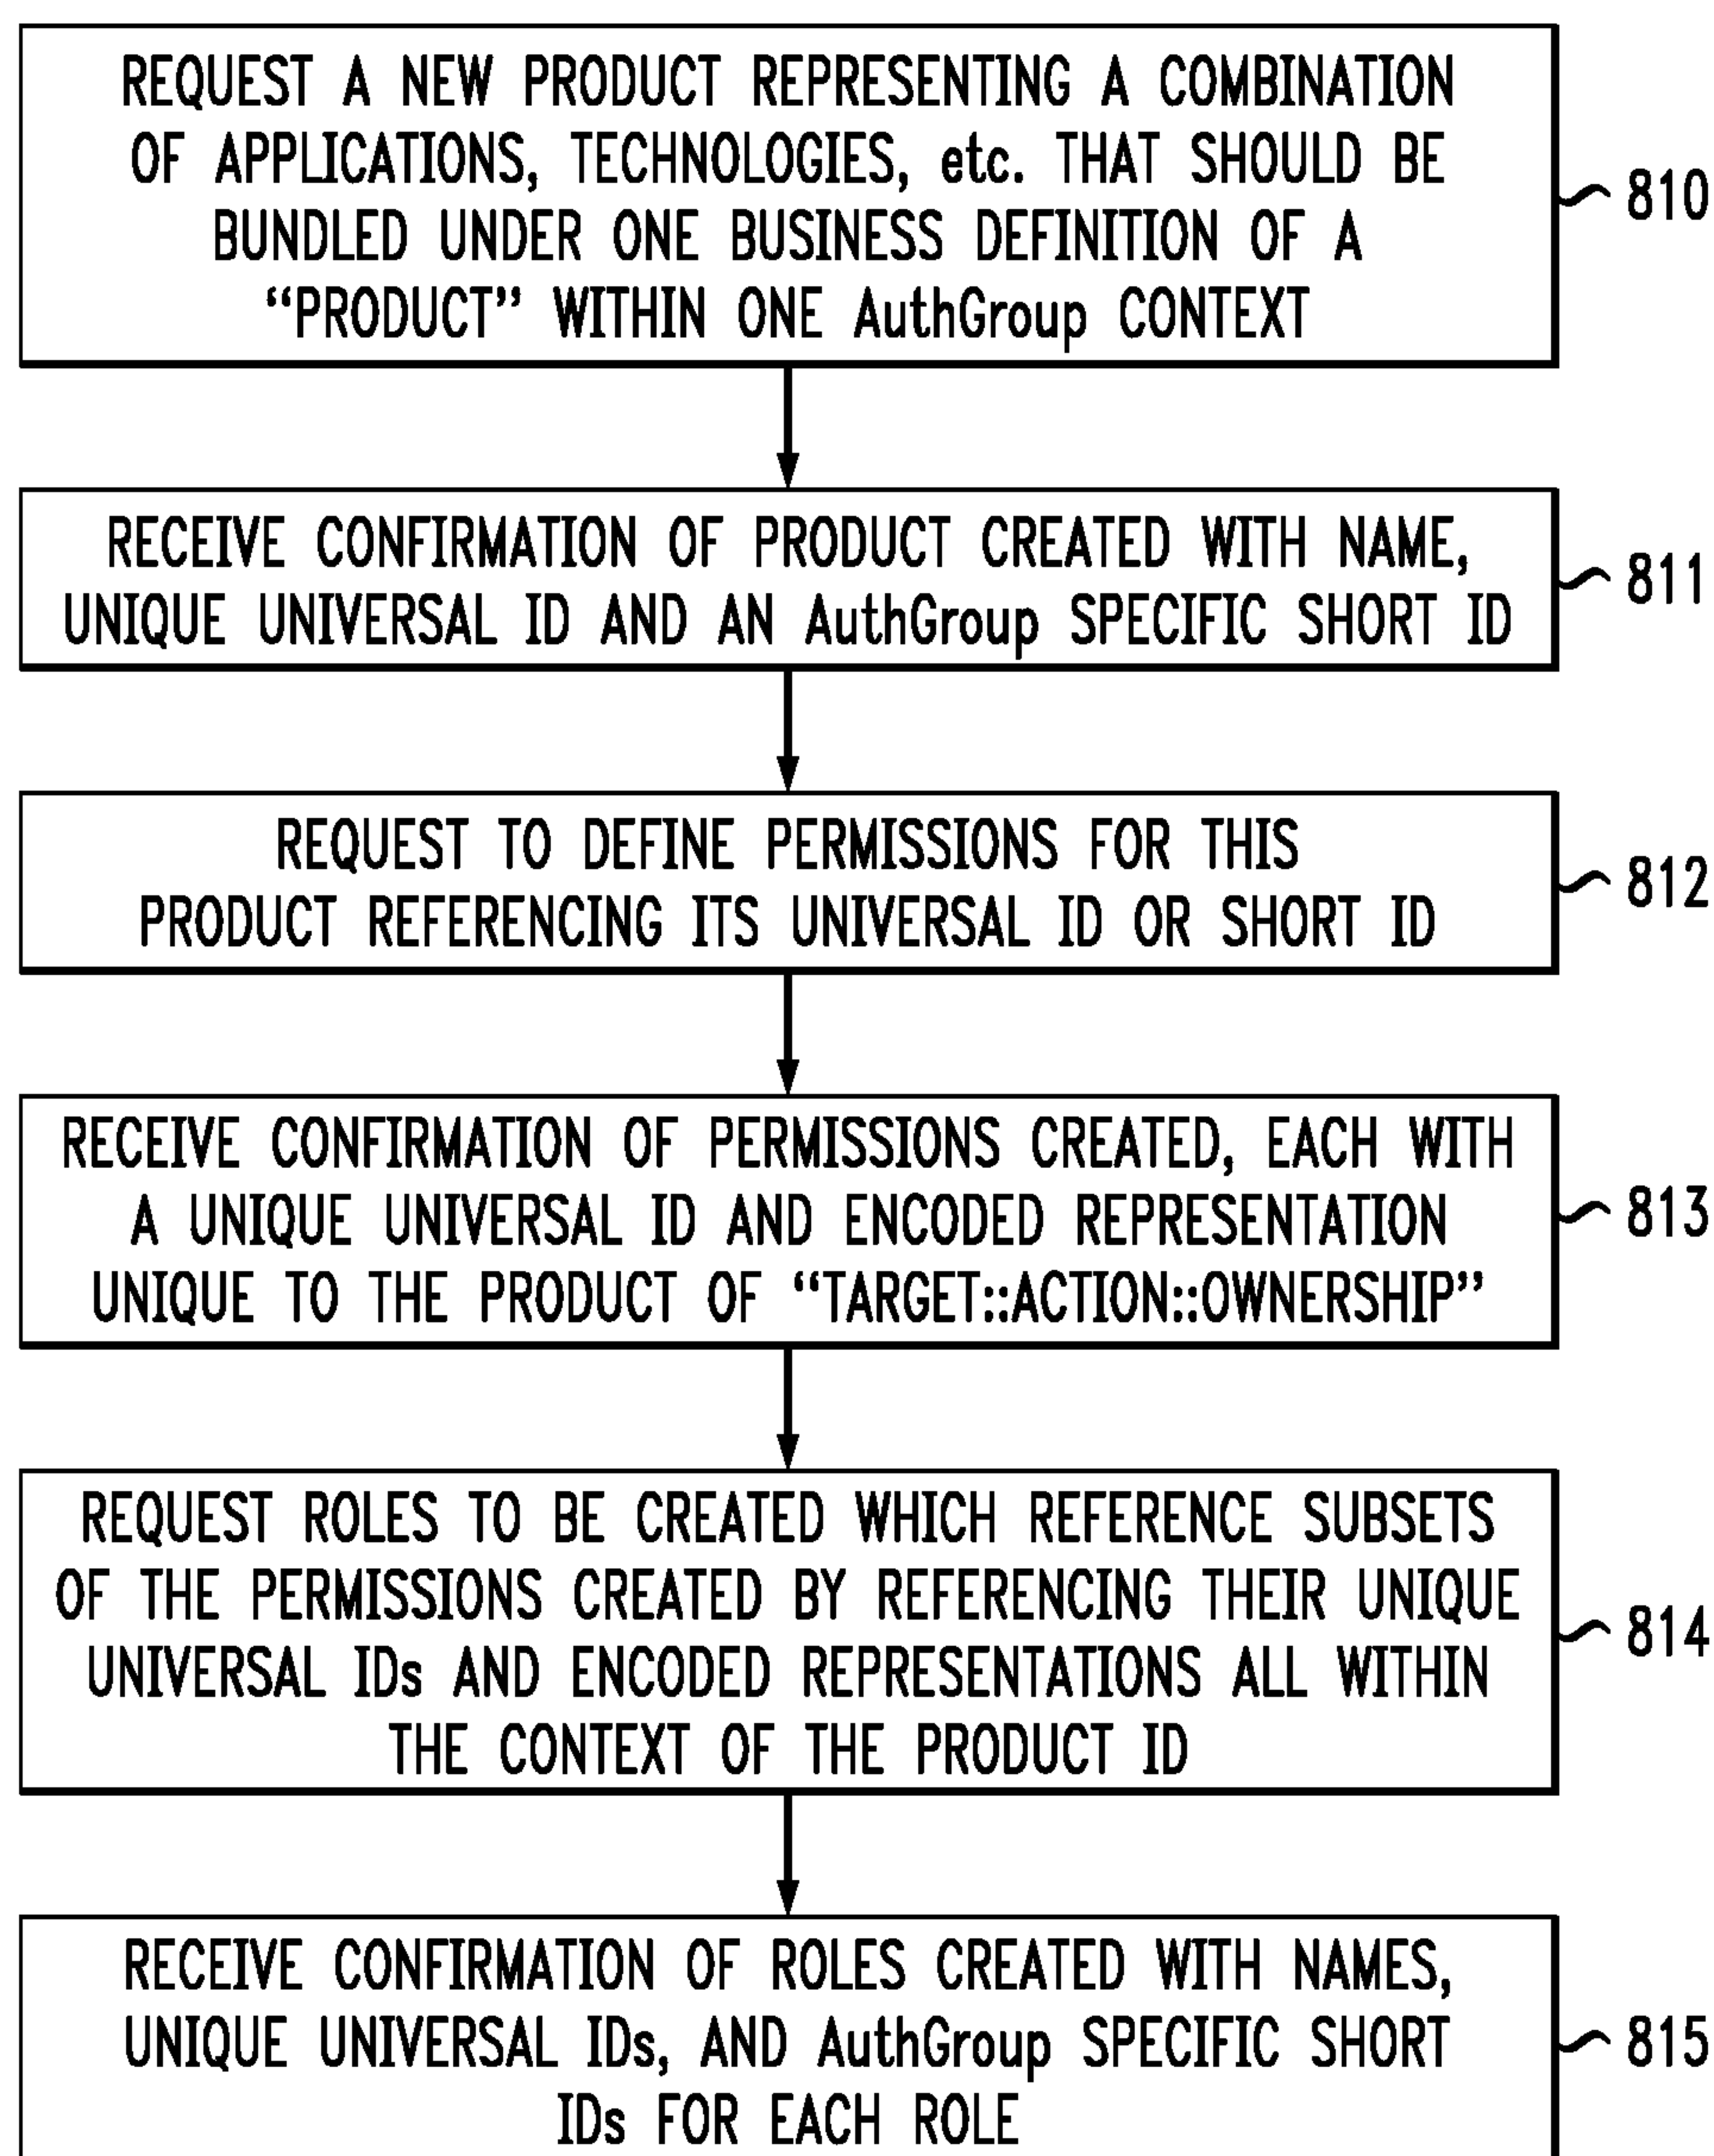 REQUEST A NEW PRODUCT REPRESENTING A COMBINATION
OF APPLICATIONS, TECHNOLOGIES, etc. THAT SHOULD BE
BUNDLED UNDER ONE BUSINESS DEFINITION OF A
“PRODUCT” WITHIN ONE AuthGroup CONTEXT
810
RECEIVE CONFIRMATION OF PRODUCT CREATED WITH NAME,
UNIQUE UNIVERSAL ID AND AN AuthGroup SPECIFIC SHORT ID
811
REQUEST TO DEFINE PERMISSIONS FOR THIS
PRODUCT REFERENCING ITS UNIVERSAL ID OR SHORT ID
812
RECEIVE CONFIRMATION OF PERMISSIONS CREATED, EACH WITH
A UNIQUE UNIVERSAL ID AND ENCODED REPRESENTATION
UNIQUE TO THE PRODUCT OF “TARGET::ACTION::OWNERSHIP”
813
REQUEST ROLES TO BE CREATED WHICH REFERENCE SUBSETS
OF THE PERMISSIONS CREATED BY REFERENCING THEIR UNIQUE
UNIVERSAL IDs AND ENCODED REPRESENTATIONS ALL WITHIN
THE CONTEXT OF THE PRODUCT ID
814
RECEIVE CONFIRMATION OF ROLES CREATED WITH NAMES,
UNIQUE UNIVERSAL IDs, AND AuthGroup SPECIFIC SHORT
IDs FOR EACH ROLE
815